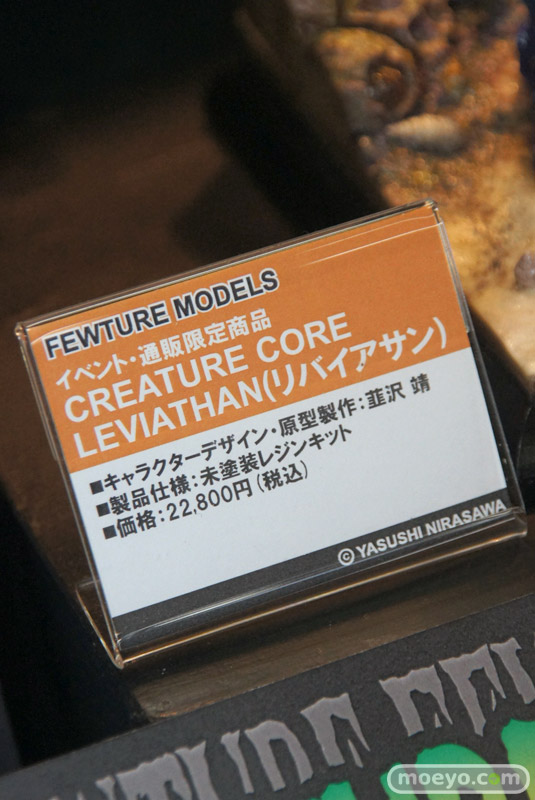 FEWTURE MODELS
イベント・通販限定商品
CREATURE CORE
LEVIATHAN(リバイアサン)
■キャラクターデザイン・原型製作：韮沢 靖
■製品仕様：未塗装レジンキット
■価格：22,800円(税込)
©YASUSHI NIRASAWA
moeyo.com